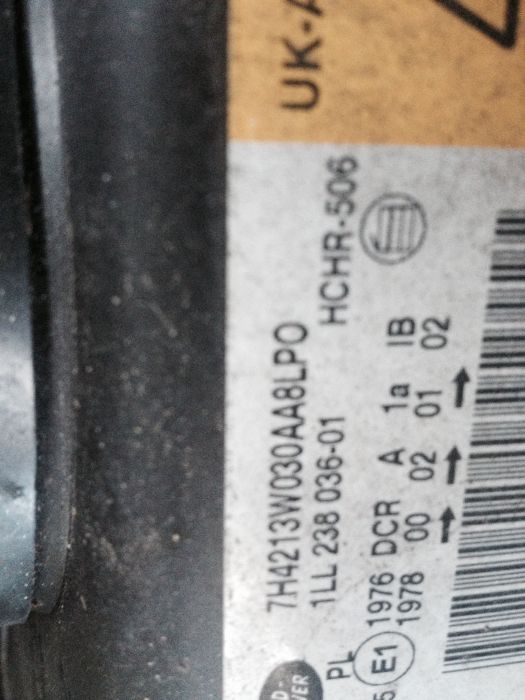 UK-A
7H4213W030AA8LPO
1LL 238 036-01
HCHR-506
PL
E1
1976 DCR A 1a IB
1978 00 02 01 02